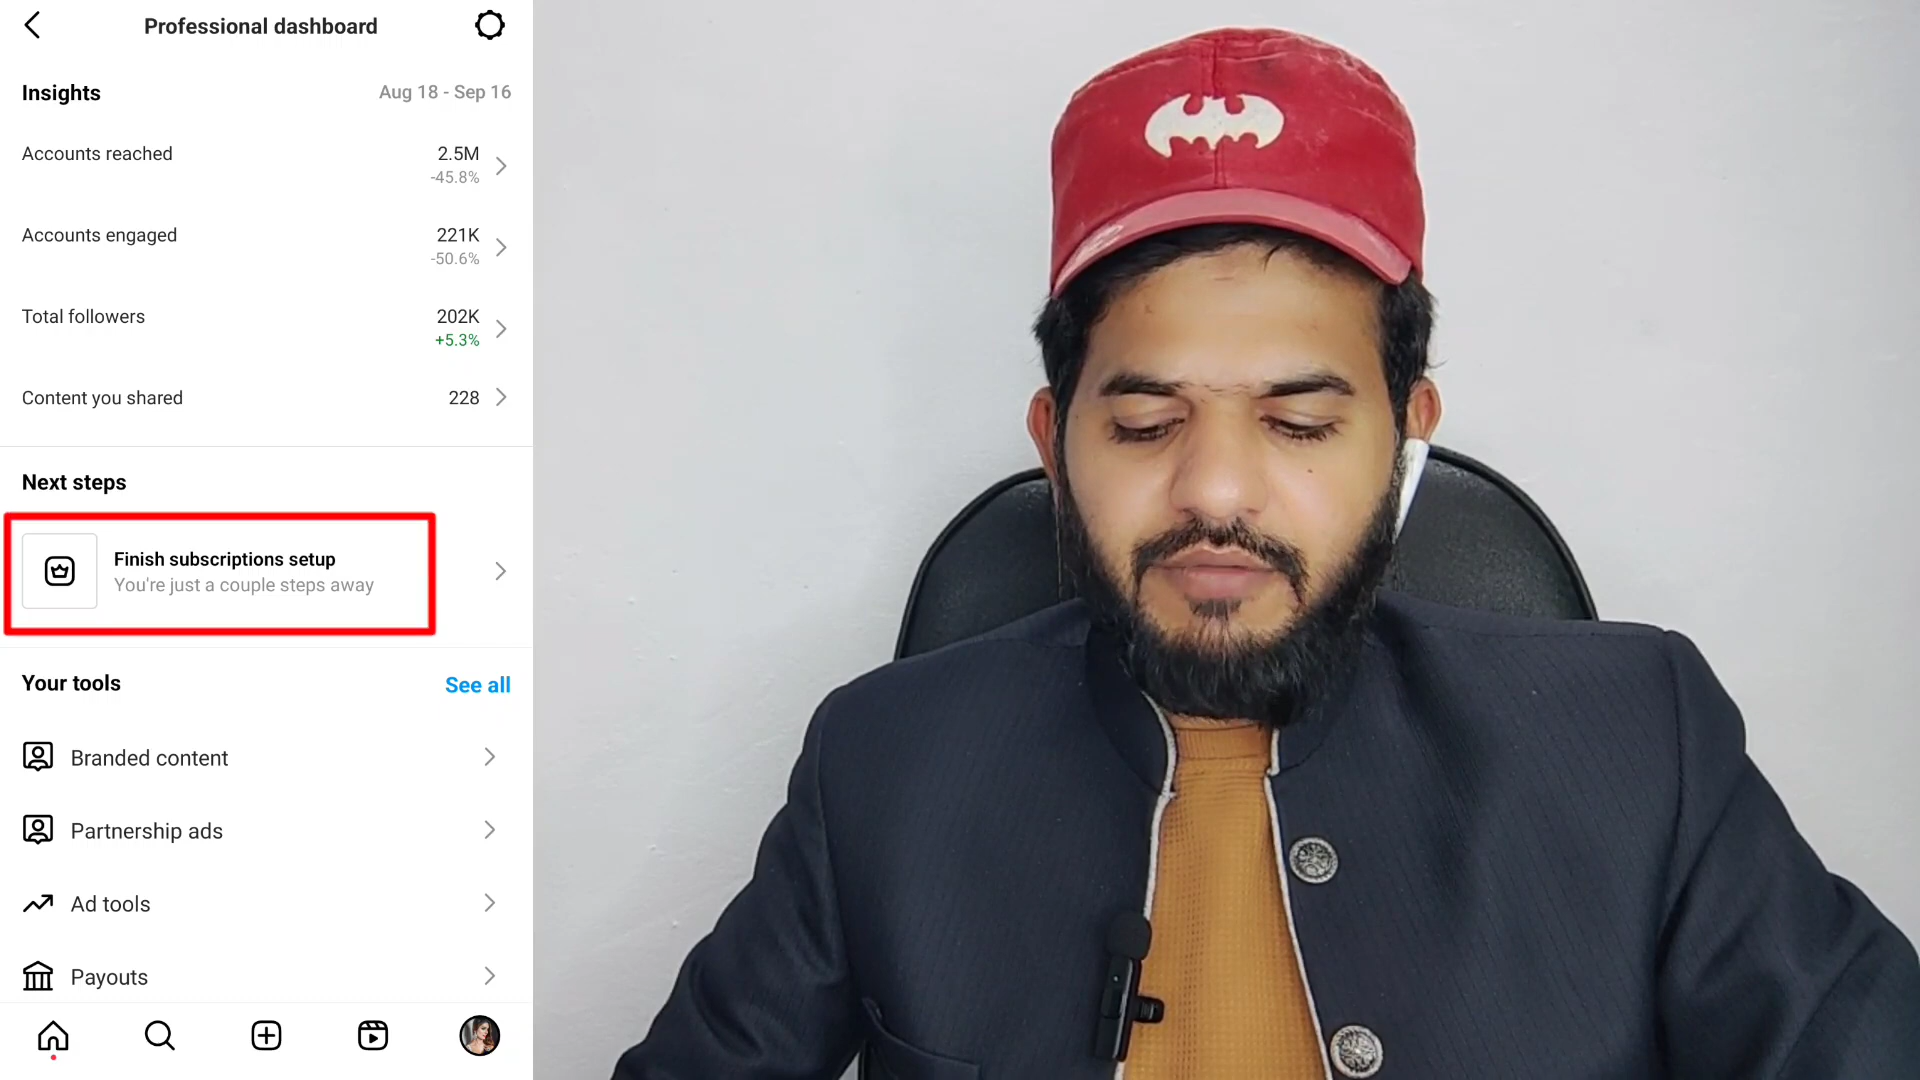 Professional dashboard
Insights
Aug 18 - Sep 16
Accounts reached
2.5M
-45.8%
Accounts engaged
221K
-50.6%
Total followers
202K
+5.3%
Content you shared
228
Next steps
Finish subscriptions setup
You're just a couple steps away
Your tools
See all
Branded content
Partnership ads
Ad tools
Payouts